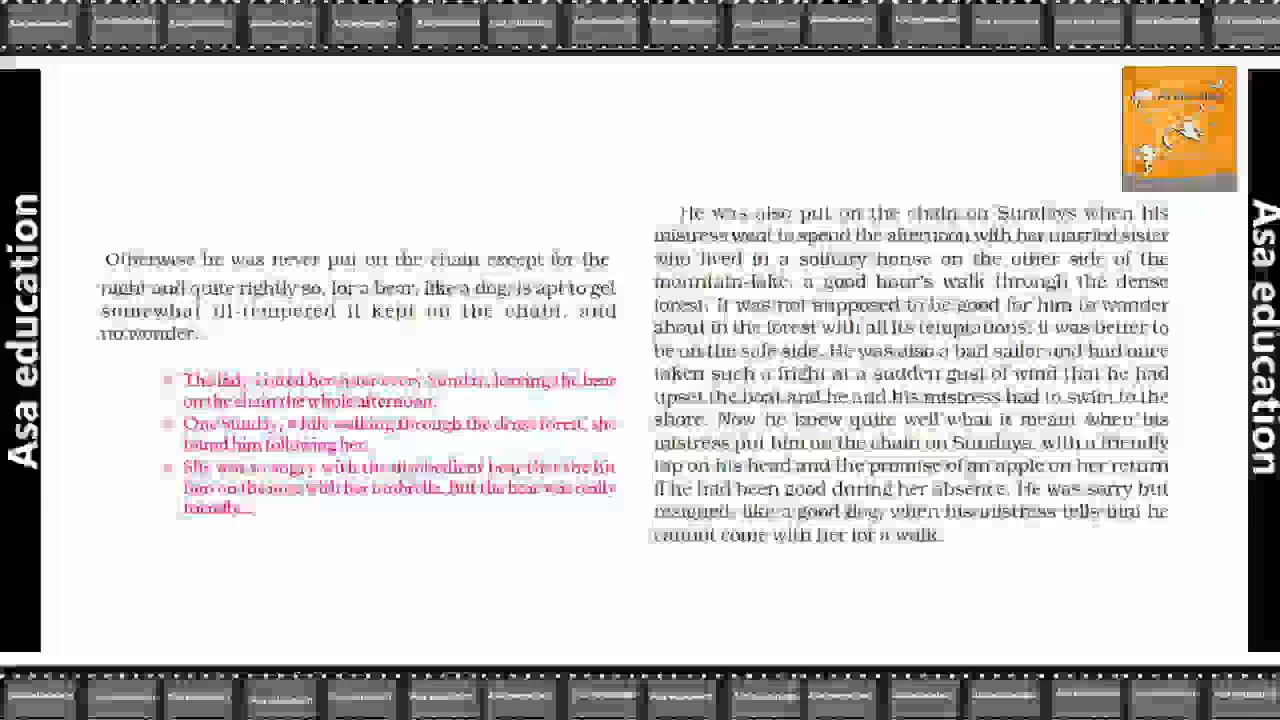 Asa education
Otherwise he was never put on the chain except for the
night and quite rightly so, for a bear, like a dog, is apt to get
somewhat ill-tempered if kept on the chain, and
no wonder.
The lady visited her sister every Sunday, leaving the bear
on the chain the whole afternoon.
One Sunday, while walking through the dense forest, she
found him following her.
She was so angry with the disobedient bear that she hit
him on the nose with her umbrella. But the bear was really
friendly...
He was also put on the chain on Sundays when his
mistress went to spend the afternoon with her married sister
who lived in a solitary house on the other side of the
mountain-lake, a good hour's walk through the dense
forest. It was not supposed to be good for him to wander
about in the forest with all its temptations; it was better to
be on the safe side. He was also a bad sailor and had once
taken such a fright at a sudden gust of wind that he had
upset the boat and he and his mistress had to swim to the
shore. Now he knew quite well what it meant when his
mistress put him on the chain on Sundays, with a friendly
tap on his head and the promise of an apple on her return
if he had been good during her absence. He was sorry but
resigned, like a good dog, when his mistress tells him he
cannot come with her for a walk.
Asa education